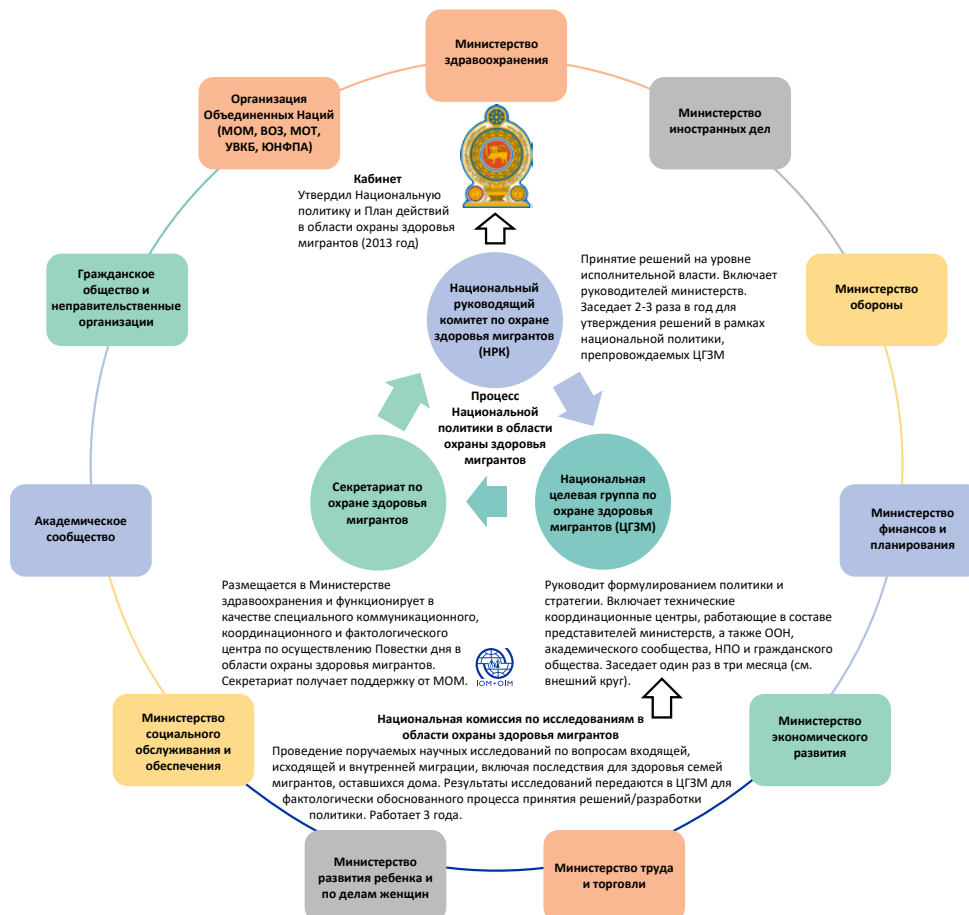 Министерство
здравоохранения
Организация
Объединенных Наций
(МОМ, ВОЗ, МОТ,
УВКБ, ЮНФПА)
Министерство
иностранных дел
Кабинет
Утвердил Национальную
политику и План действий
в области охраны здоровья
мигрантов (2013 год)
Гражданское
общество и
неправительственные
организации
Национальный
руководящий
комитет по охране
здоровья мигрантов
(НРК)
Принятие решений на уровне
исполнительной власти. Включает
руководителей министерств.
Заседает 2-3 раза в год для
утверждения решений в рамках
национальной политики,
препровождаемых ЦГЗМ
Министерство
обороны
Процесс
Национальной
политики в области
охраны здоровья
мигрантов
Секретариат по
охране здоровья
мигрантов
Национальная
целевая группа по
охране здоровья
мигрантов (ЦГЗМ)
Академическое
сообщество
Министерство
финансов и
планирования
Размещается в Министерстве
здравоохранения и функционирует в
качестве специального коммуникационного,
координационного и фактологического
центра по осуществлению Повестки дня в
области охраны здоровья мигрантов.
Секретариат получает поддержку от МОМ.
IOM•OIM
Руководит формулированием политики и
стратегии. Включает технические
координационные центры, работающие в составе
представителей министерств, а также ООН,
академического сообщества, НПО и гражданского
общества. Заседает один раз в три месяца (см.
внешний круг).
Министерство
социального
обслуживания и
обеспечения
Национальная комиссия по исследованиям в
области охраны здоровья мигрантов
Проведение поручаемых научных исследований по вопросам входящей,
исходящей и внутренней миграции, включая последствия для здоровья семей
мигрантов, оставшихся дома. Результаты исследований передаются в ЦГЗМ для
фактологически обоснованного процесса принятия решений/разработки
политики. Работает 3 года.
Министерство
экономического
развития
Министерство
развития ребенка и
по делам женщин
Министерство труда
и торговли